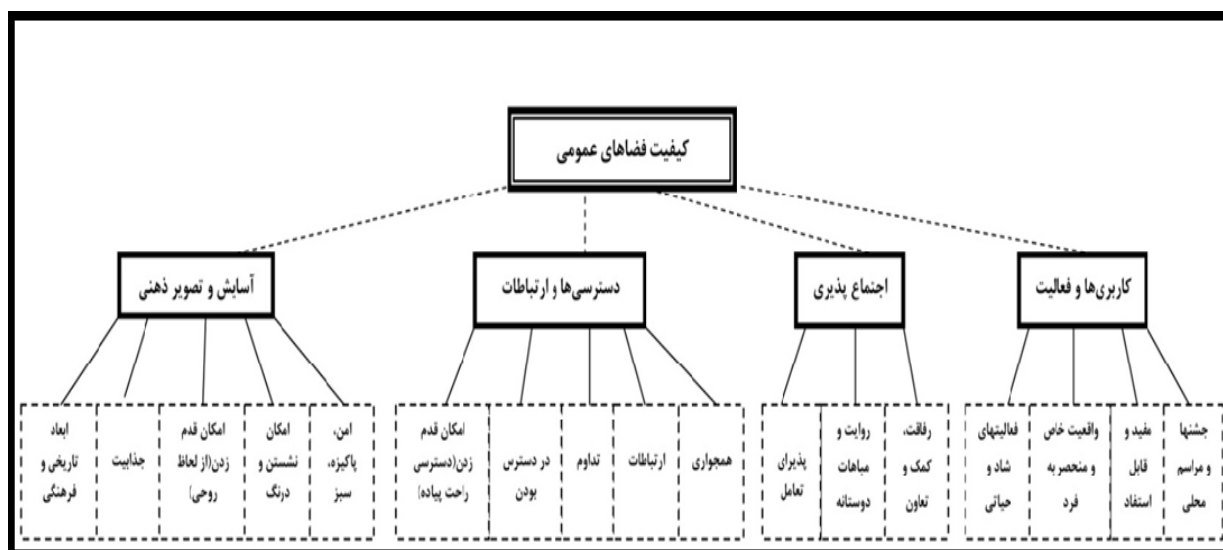 کیفیت فضاهای عمومی
کاربری‌ها و فعالیت
اجتماع پذیری
دسترسی‌ها و ارتباطات
آسایش و تصویر ذهنی
جشنها
و مراسم
محلی
مفید و
قابل
استفاد
واقعیت خاص
و منحصر به
فرد
فعالیتهای
شاد و
حیاتی
رفاقت،
کمک و
تعاون
روایت و
مباهات
دوستانه
پذیرای
تعامل
همجواری
ارتباطات
تداوم
در دسترس
بودن
امکان قدم
زدن(دسترسی
راحت پیاده)
امن،
پاکیزه،
سبز
امکان
نشستن و
درنگ
امکان قدم
زدن(از لحاظ
روحی)
جذابیت
ابعاد
تاریخی و
فرهنگی